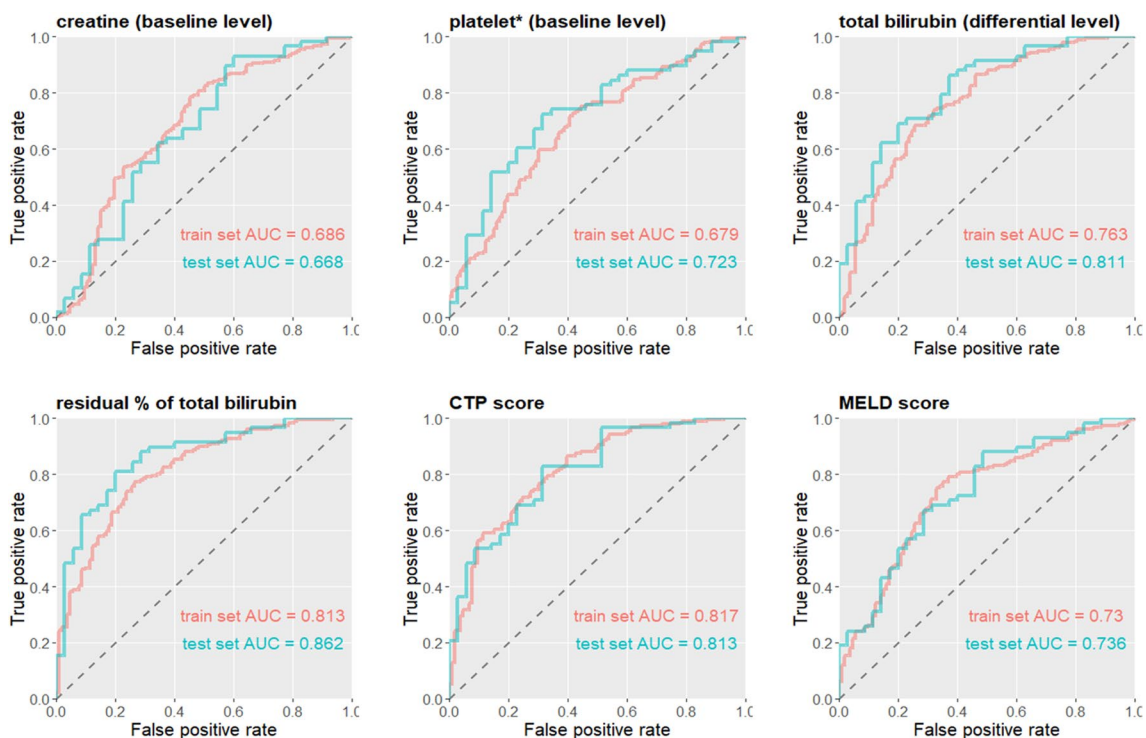 creatine (baseline level)
1.0
0.8
0.6
0.4
0.2
0.0
True positive rate
train set AUC = 0.686
test set AUC = 0.668
0.0 0.2 0.4 0.6 0.8 1.0
False positive rate
platelet* (baseline level)
1.0
0.8
0.6
0.4
0.2
0.0
True positive rate
train set AUC = 0.679
test set AUC = 0.723
0.0 0.2 0.4 0.6 0.8 1.0
False positive rate
total bilirubin (differential level)
1.0
0.8
0.6
0.4
0.2
0.0
True positive rate
train set AUC = 0.763
test set AUC = 0.811
0.0 0.2 0.4 0.6 0.8 1.0
False positive rate
residual % of total bilirubin
1.0
0.8
0.6
0.4
0.2
0.0
True positive rate
train set AUC = 0.813
test set AUC = 0.862
0.0 0.2 0.4 0.6 0.8 1.0
False positive rate
CTP score
1.0
0.8
0.6
0.4
0.2
0.0
True positive rate
train set AUC = 0.817
test set AUC = 0.813
0.0 0.2 0.4 0.6 0.8 1.0
False positive rate
MELD score
1.0
0.8
0.6
0.4
0.2
0.0
True positive rate
train set AUC = 0.73
test set AUC = 0.736
0.0 0.2 0.4 0.6 0.8 1.0
False positive rate